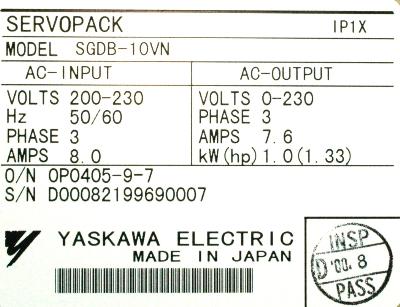 SERVOPACK IP1X
MODEL SGDB-10VN
AC-INPUT AC-OUTPUT
VOLTS 200-230 VOLTS 0-230
Hz 50/60 PHASE 3
PHASE 3 AMPS 7.6
AMPS 8.0 kW(hp) 1.0(1.33)
O/N 0P0405-9-7
S/N D00082199690007
YASKAWA ELECTRIC
MADE IN JAPAN
INSP
D '00. 8
PASS